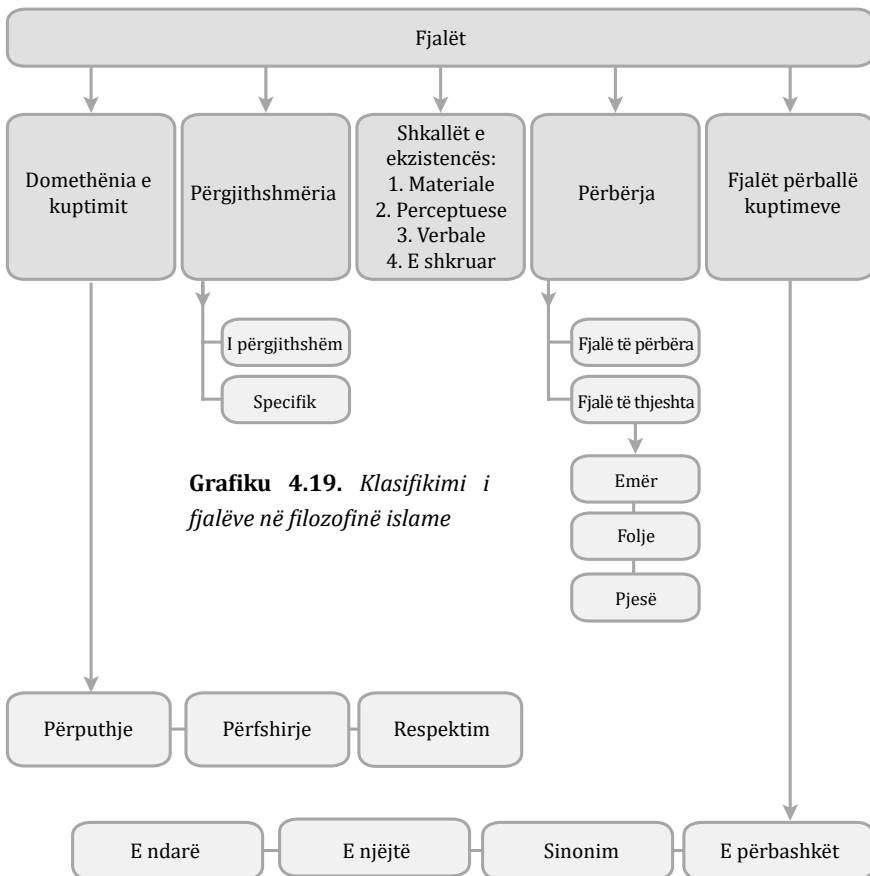 Fjalët
Domethënia e
kuptimit
Përgjithshmëria
Shkallët e
ekzistencës:
1. Materiale
2. Perceptuese
3. Verbale
4. E shkruar
Përbërja
Fjalët përballë
kuptimeve
I përgjithshëm
Specifik
Fjalë të përbëra
Fjalë të thjeshta
Emër
Folje
Pjesë
Grafiku 4.19. Klasifikimi i
fjalëve në filozofinë islame
Përputhje
Përfshirje
Respektim
E ndarë
E njëjtë
Sinonim
E përbashkët